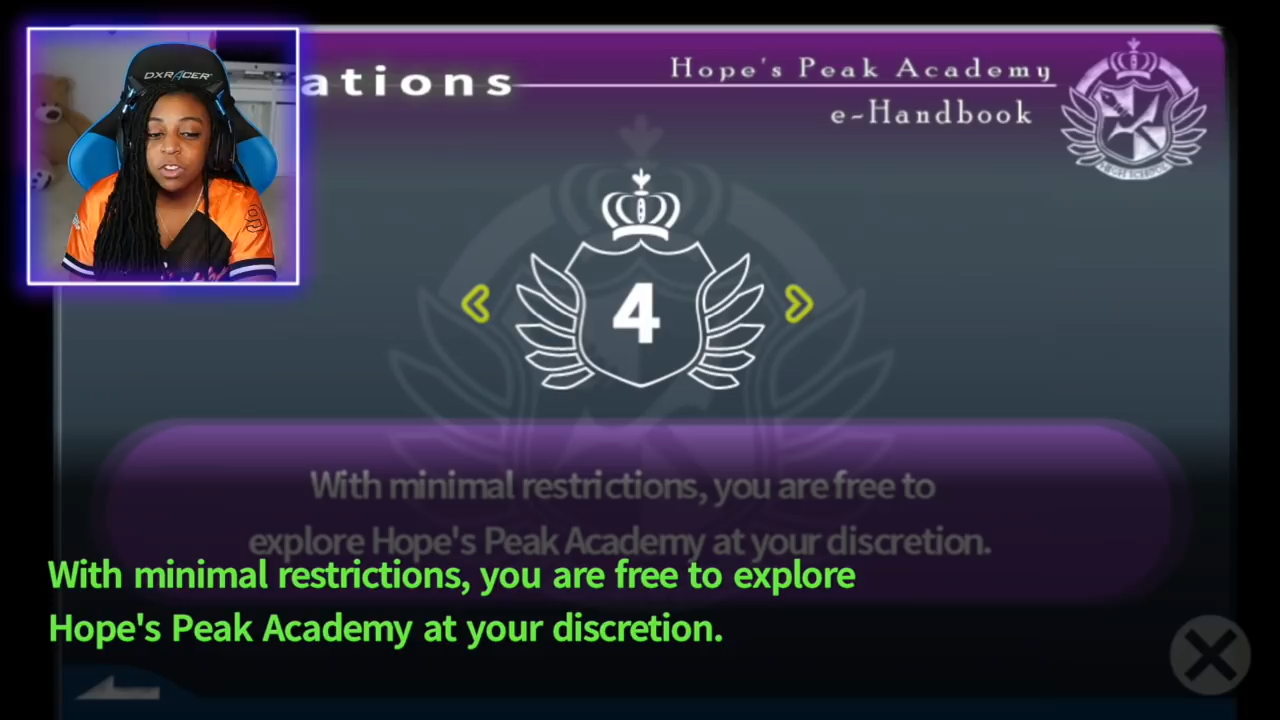 DXRACER
ations
Hope's Peak Academy
e-Handbook
4
With minimal restrictions, you are free to
explore Hope's Peak Academy at your discretion.
With minimal restrictions, you are free to explore
Hope's Peak Academy at your discretion.